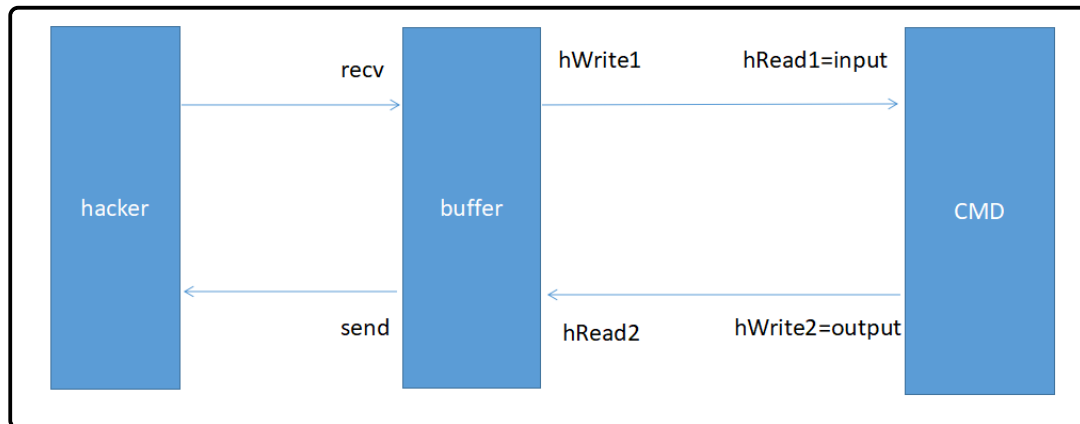 recv
hWrite1
hRead1=input
hacker
buffer
CMD
send
hRead2
hWrite2=output